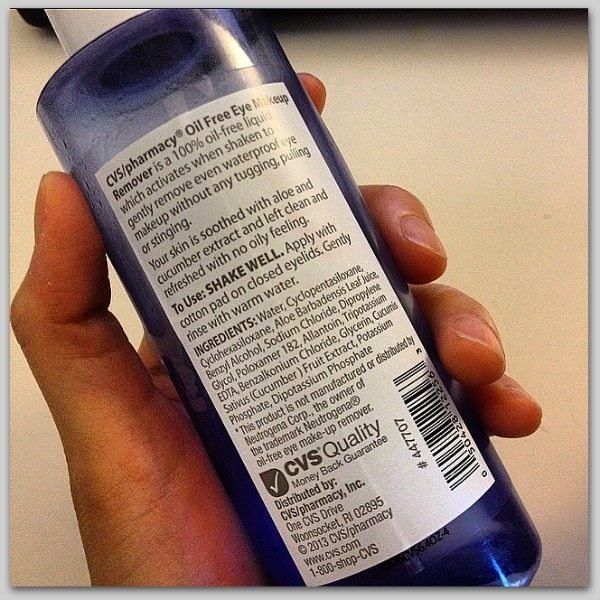 CVS/pharmacy® Oil Free Eye Makeup
Remover is a 100% oil-free liquid
which activates when shaken to
gently remove even waterproof eye
makeup without any tugging, pulling
or stinging.
Your skin is soothed with aloe and
cucumber extract and left clean and
refreshed with no oily feeling.
To Use: SHAKE WELL. Apply with
cotton pad on closed eyelids. Gently
rinse with warm water.
INGREDIENTS: Water, Cyclopentasiloxane,
Cyclohexasiloxane, Aloe Barbadensis Leaf Juice,
Benzyl Alcohol, Sodium Chloride, Dipropylene
Glycol, Poloxamer 182, Allantoin, Tripotassium
EDTA, Benzalkonium Chloride, Glycerin, Cucumis
Sativus (Cucumber) Fruit Extract, Potassium
Phosphate, Dipotassium Phosphate
* This product is not manufactured or distributed by
Neutrogena Corp., the owner of
the trademark Neutrogena®
oil-free eye make-up remover.
CVS Quality
Money Back Guarantee
Distributed by:
CVS/pharmacy, Inc.
One CVS Drive
Woonsocket, RI 02895
© 2013 CVS/pharmacy
www.cvs.com
1-800-shop-CVS
# 447707